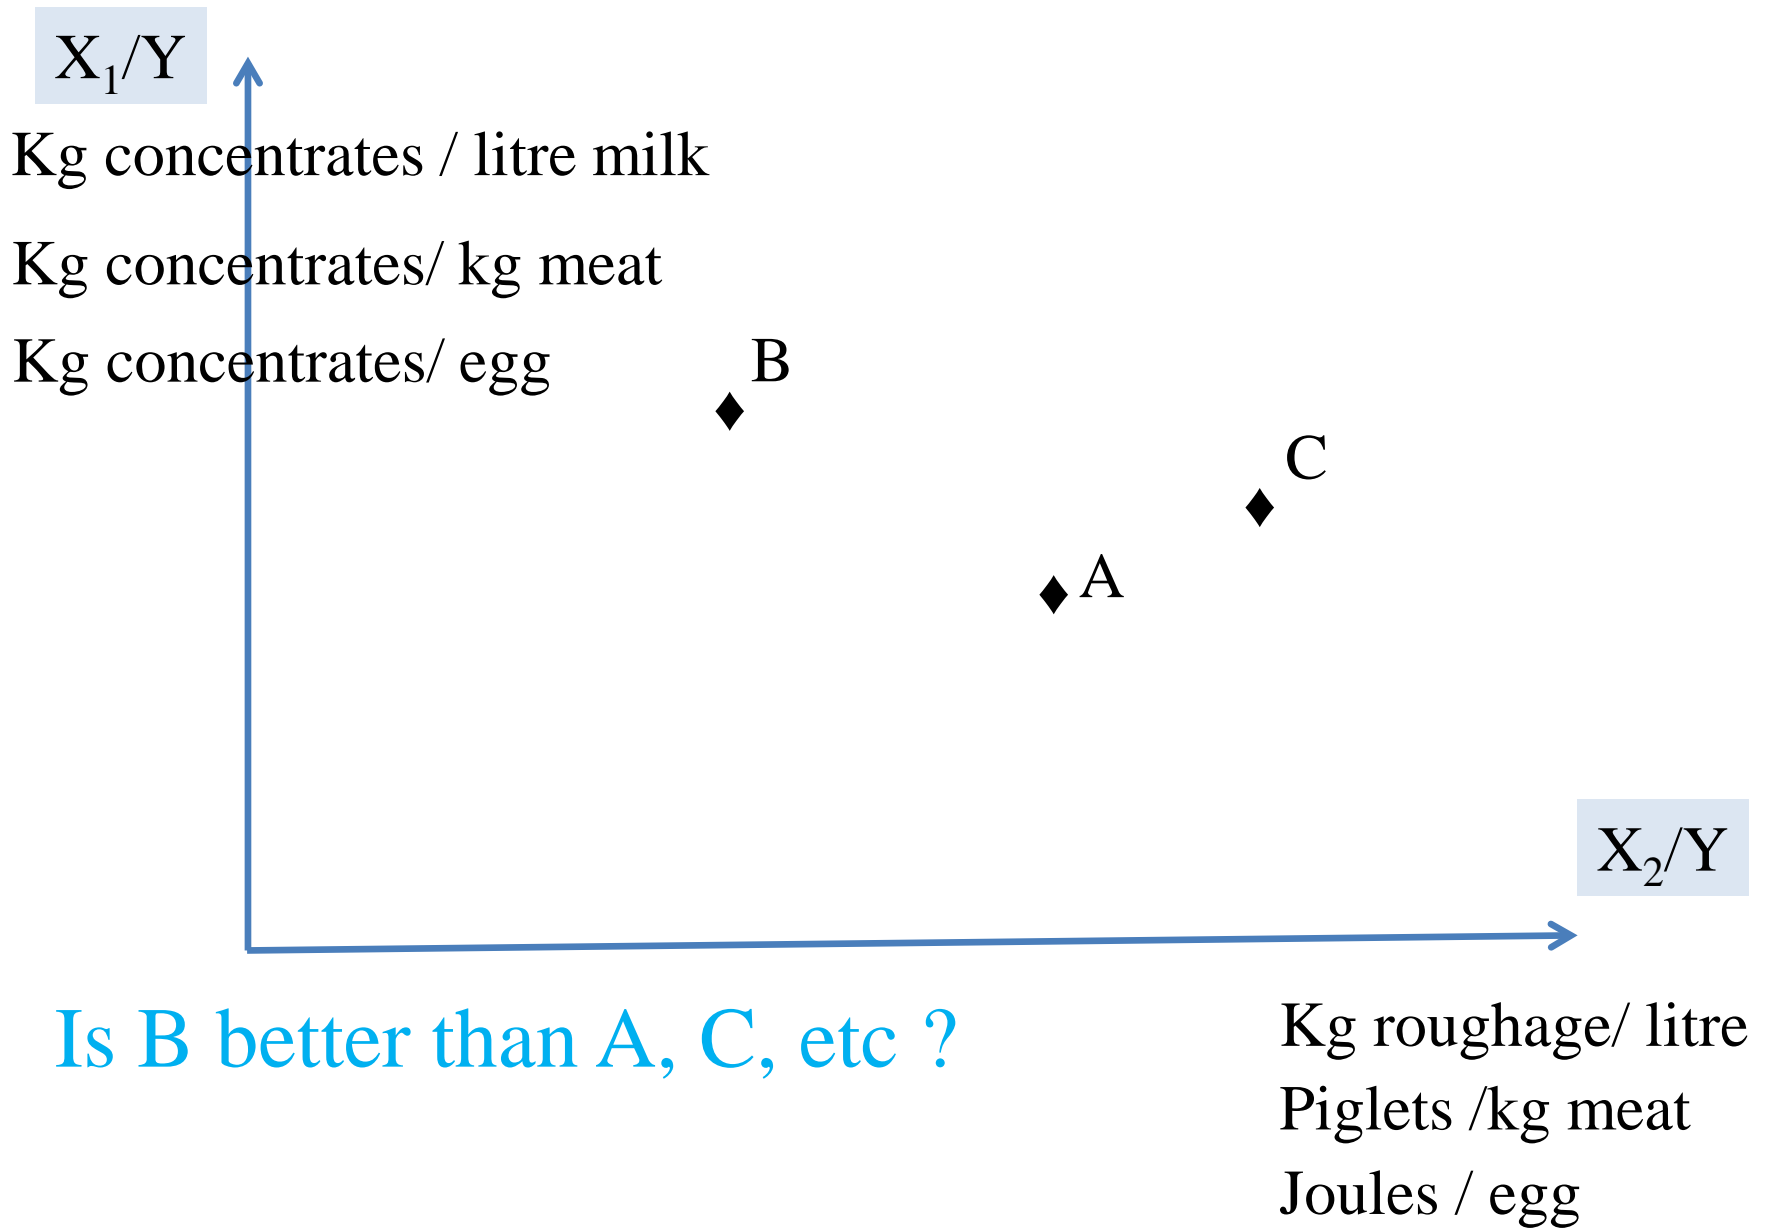 X₁/Y
Kg concentrates / litre milk
Kg concentrates/ kg meat
Kg concentrates/ egg
B
C
A
X₂/Y
Is B better than A, C, etc ?
Kg roughage/ litre
Piglets /kg meat
Joules / egg